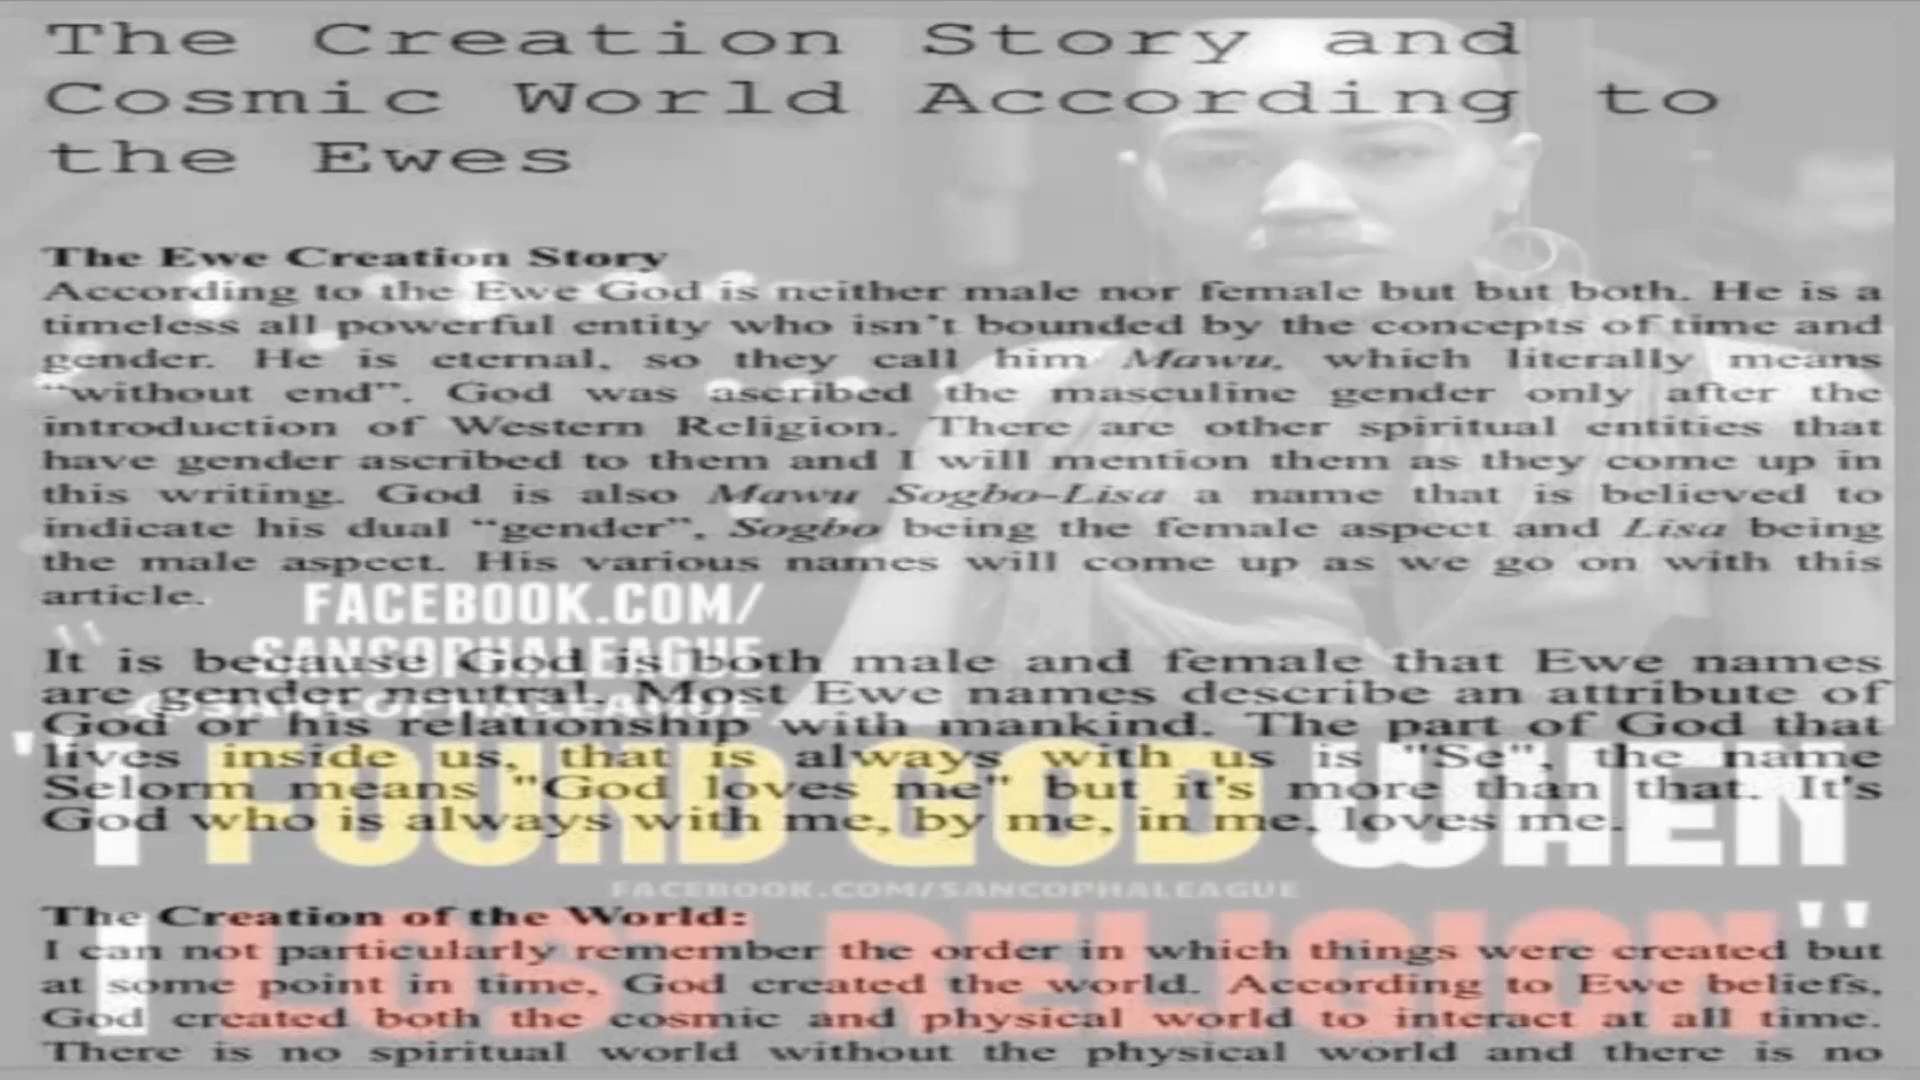 The Creation Story and
Cosmic World According to
the Ewes
The Ewe Creation Story
According to the Ewe God is neither male nor female but but both. He is a
timeless all powerful entity who isn't bounded by the concepts of time and
gender. He is eternal, so they call him Mawu, which literally means
"without end". God was ascribed the masculine gender only after the
introduction of Western Religion. There are other spiritual entities that
have gender ascribed to them and I will mention them as they come up in
this writing. God is also Mawu Sogbo-Lisa a name that is believed to
indicate his dual "gender", Sogbo being the female aspect and Lisa being
the male aspect. His various names will come up as we go on with this
article.
FACEBOOK.COM/
SANCOPHALEAGUE
@SANCOPHALEAGUE
It is because God is both male and female that Ewe names
are gender neutral. Most Ewe names describe an attribute of
God or his relationship with mankind. The part of God that
lives inside us, that is always with us is "Se", the name
Selorm means "God loves me" but it's more than that. It's
God who is always with me, by me, in me, loves me.
"I FOUND GOD WHEN
FACEBOOK.COM/SANCOPHALEAGUE
I LOST RELIGION"
The Creation of the World:
I can not particularly remember the order in which things were created but
at some point in time, God created the world. According to Ewe beliefs,
God created both the cosmic and physical world to interact at all time.
There is no spiritual world without the physical world and there is no